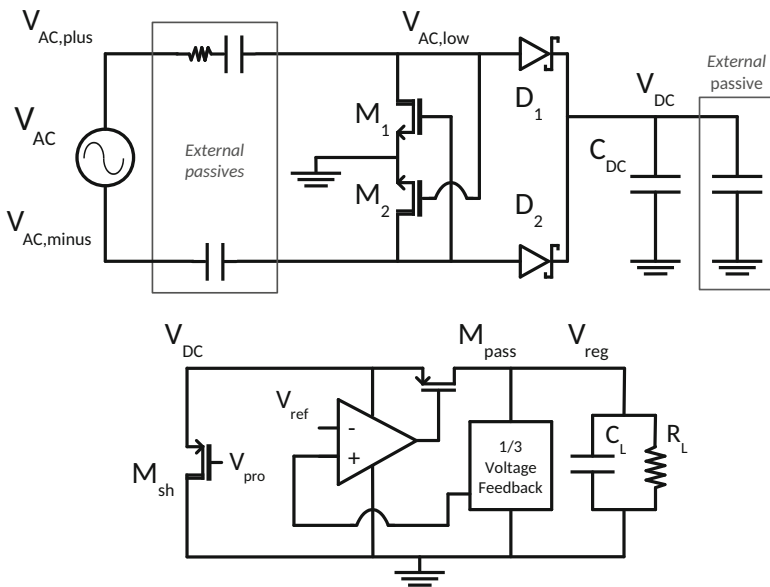 V_AC,plus
V_AC,low
External
passive
V_DC
V_AC
M_1
D_1
External
passives
C_DC
M_2
D_2
V_AC,minus
V_DC
M_pass
V_reg
V_ref
-
+
1/3
Voltage
Feedback
C_L
R_L
M_sh
V_pro